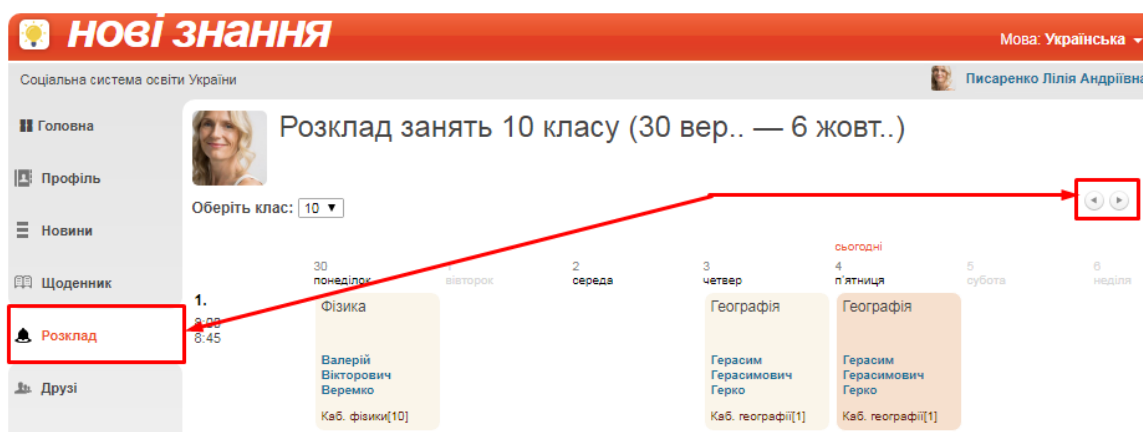 нові знання
Мова: Українська
Соціальна система освіти України
Писаренко Лілія Андріївна
Головна
Профіль
Новини
Щоденник
Розклад
Друзі
Розклад занять 10 класу (30 вер.. — 6 жовт..)
Оберіть клас: 10
сьогодні
30 1 2 3 4 5 6
понеділок вівторок середа четвер п'ятниця субота неділя
1.
8:00
8:45
Фізика
Валерій
Вікторович
Веремко
Каб. фізики[10]
Географія
Герасим
Герасимович
Герко
Каб. географії[1]
Географія
Герасим
Герасимович
Герко
Каб. географії[1]